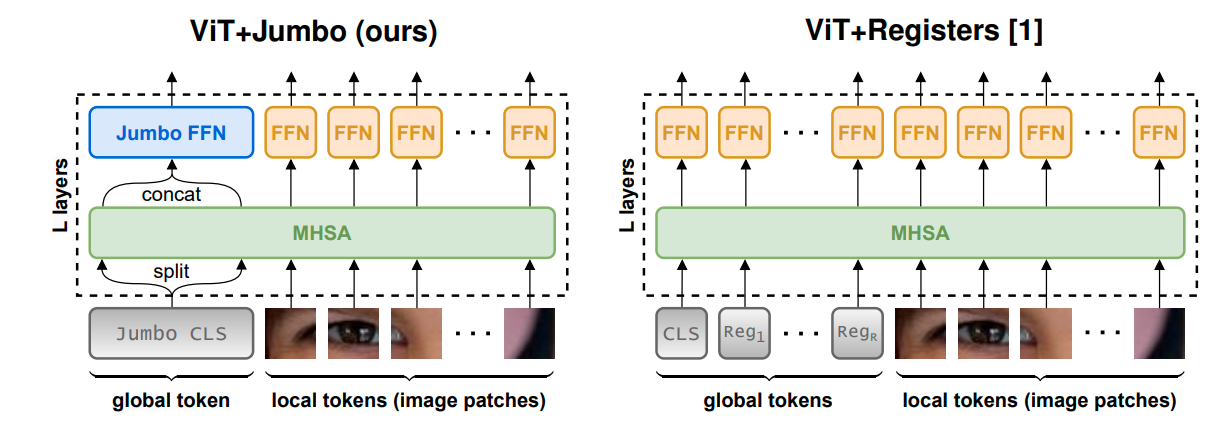 ViT+Jumbo (ours)
Jumbo FFN FFN FFN FFN ··· FFN
concat
L layers
MHSA
split
Jumbo CLS ···
global token local tokens (image patches)
ViT+Registers [1]
FFN FFN ··· FFN FFN FFN FFN ··· FFN
L layers
MHSA
CLS Reg1 ··· RegR ···
global tokens local tokens (image patches)